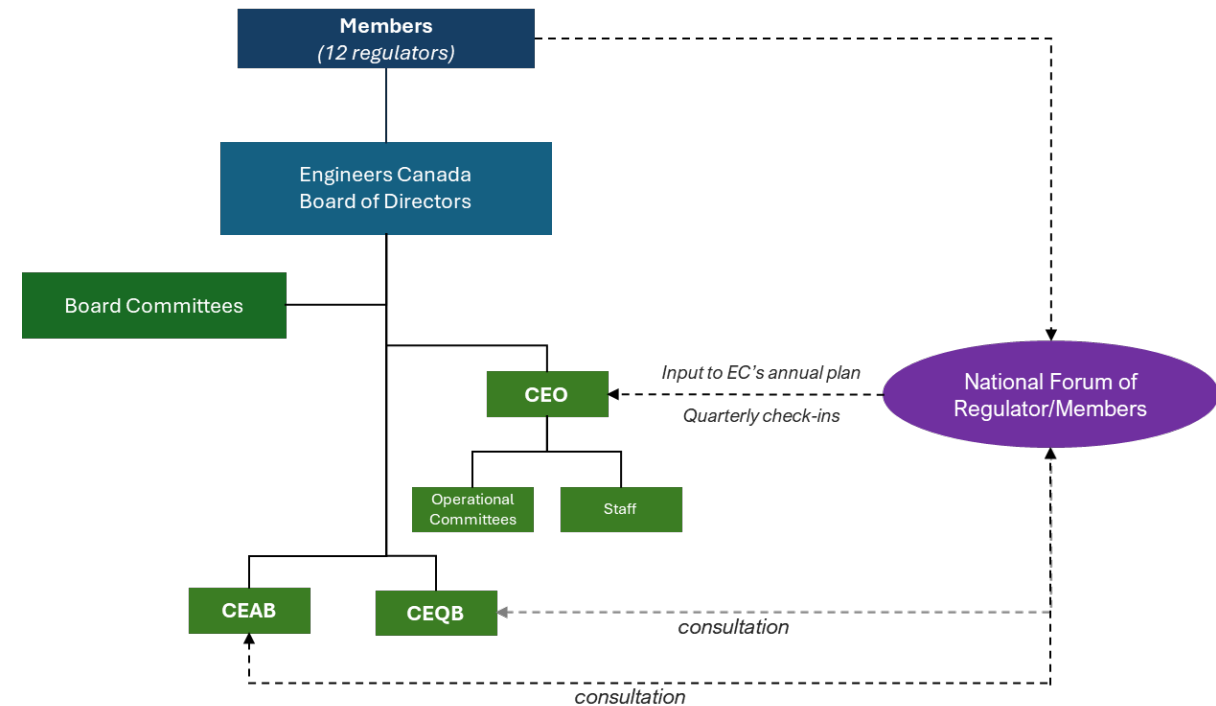 Members
(12 regulators)
Engineers Canada
Board of Directors
Board Committees
CEO
Input to EC's annual plan
Quarterly check-ins
National Forum of
Regulator/Members
Operational
Committees
Staff
CEAB
CEQB
consultation
consultation